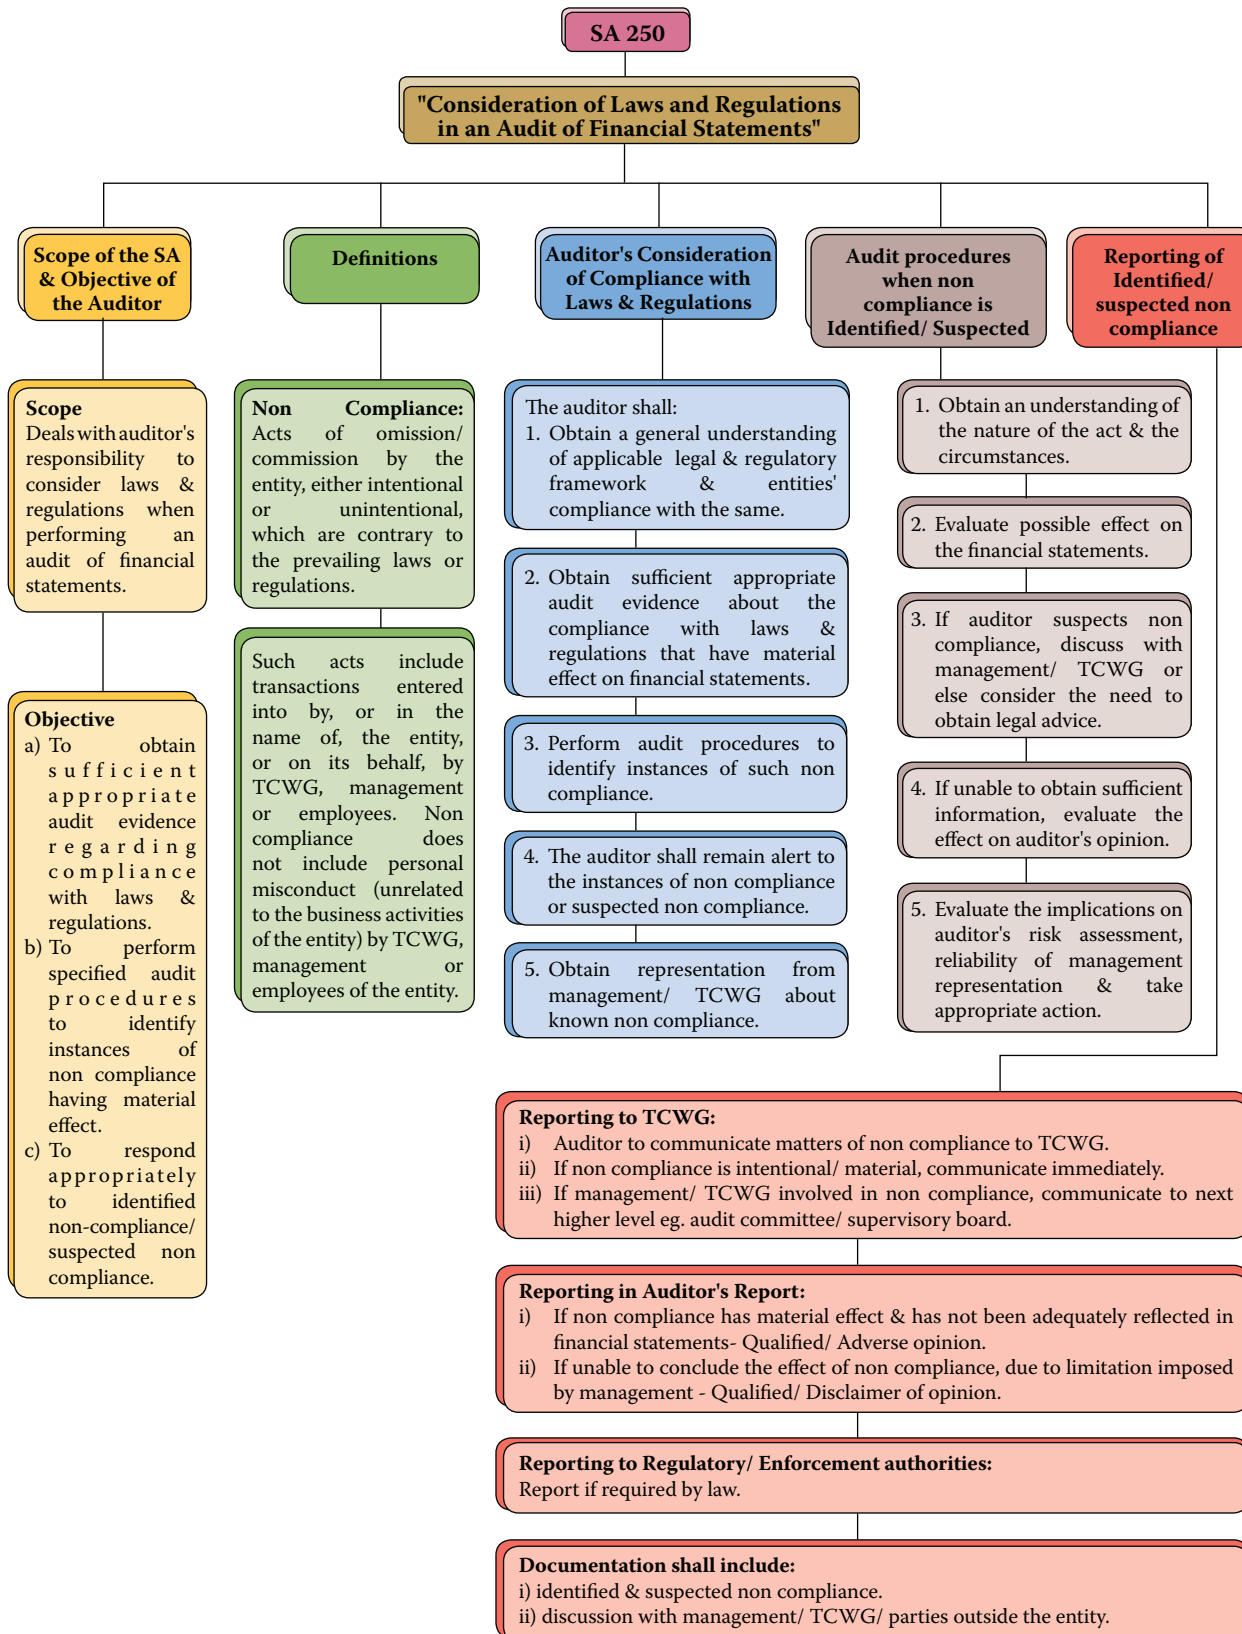 SA 250
"Consideration of Laws and Regulations
in an Audit of Financial Statements"
Scope of the SA
& Objective of
the Auditor
Scope
Deals with auditor's
responsibility to
consider laws &
regulations when
performing an
audit of financial
statements.
Objective
a) To obtain
sufficient
appropriate
audit evidence
regarding
compliance
with laws &
regulations.
b) To perform
specified audit
procedures
to identify
instances of
non compliance
having material
effect.
c) To respond
appropriately
to identified
non-compliance/
suspected non
compliance.
Definitions
Non Compliance:
Acts of omission/
commission by the
entity, either intentional
or unintentional,
which are contrary to
the prevailing laws or
regulations.
Such acts include
transactions entered
into by, or in the
name of, the entity,
or on its behalf, by
TCWG, management
or employees. Non
compliance does
not include personal
misconduct (unrelated
to the business activities
of the entity) by TCWG,
management or
employees of the entity.
Auditor's Consideration
of Compliance with
Laws & Regulations
The auditor shall:
1. Obtain a general understanding
of applicable legal & regulatory
framework & entities'
compliance with the same.
2. Obtain sufficient appropriate
audit evidence about the
compliance with laws &
regulations that have material
effect on financial statements.
3. Perform audit procedures to
identify instances of such non
compliance.
4. The auditor shall remain alert to
the instances of non compliance
or suspected non compliance.
5. Obtain representation from
management/ TCWG about
known non compliance.
Audit procedures
when non
compliance is
Identified/ Suspected
1. Obtain an understanding of
the nature of the act & the
circumstances.
2. Evaluate possible effect on
the financial statements.
3. If auditor suspects non
compliance, discuss with
management/ TCWG or
else consider the need to
obtain legal advice.
4. If unable to obtain sufficient
information, evaluate the
effect on auditor's opinion.
5. Evaluate the implications on
auditor's risk assessment,
reliability of management
representation & take
appropriate action.
Reporting of
Identified/
suspected non
compliance
Reporting to TCWG:
i) Auditor to communicate matters of non compliance to TCWG.
ii) If non compliance is intentional/ material, communicate immediately.
iii) If management/ TCWG involved in non compliance, communicate to next
higher level eg. audit committee/ supervisory board.
Reporting in Auditor's Report:
i) If non compliance has material effect & has not been adequately reflected in
financial statements- Qualified/ Adverse opinion.
ii) If unable to conclude the effect of non compliance, due to limitation imposed
by management - Qualified/ Disclaimer of opinion.
Reporting to Regulatory/ Enforcement authorities:
Report if required by law.
Documentation shall include:
i) identified & suspected non compliance.
ii) discussion with management/ TCWG/ parties outside the entity.